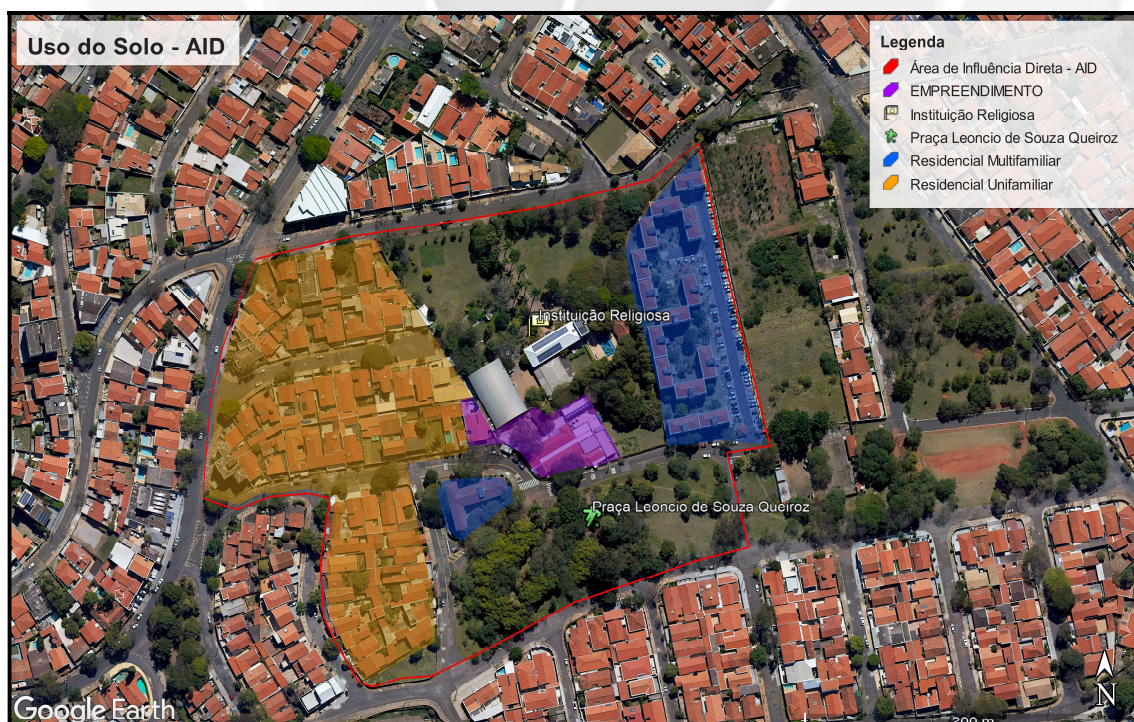 Uso do Solo - AID
Legenda
Área de Influência Direta - AID
EMPREENDIMENTO
Instituição Religiosa
Praça Leoncio de Souza Queiroz
Residencial Multifamiliar
Residencial Unifamiliar
Instituição Religiosa
Praça Leoncio de Souza Queiroz
Google Earth
N
200 m